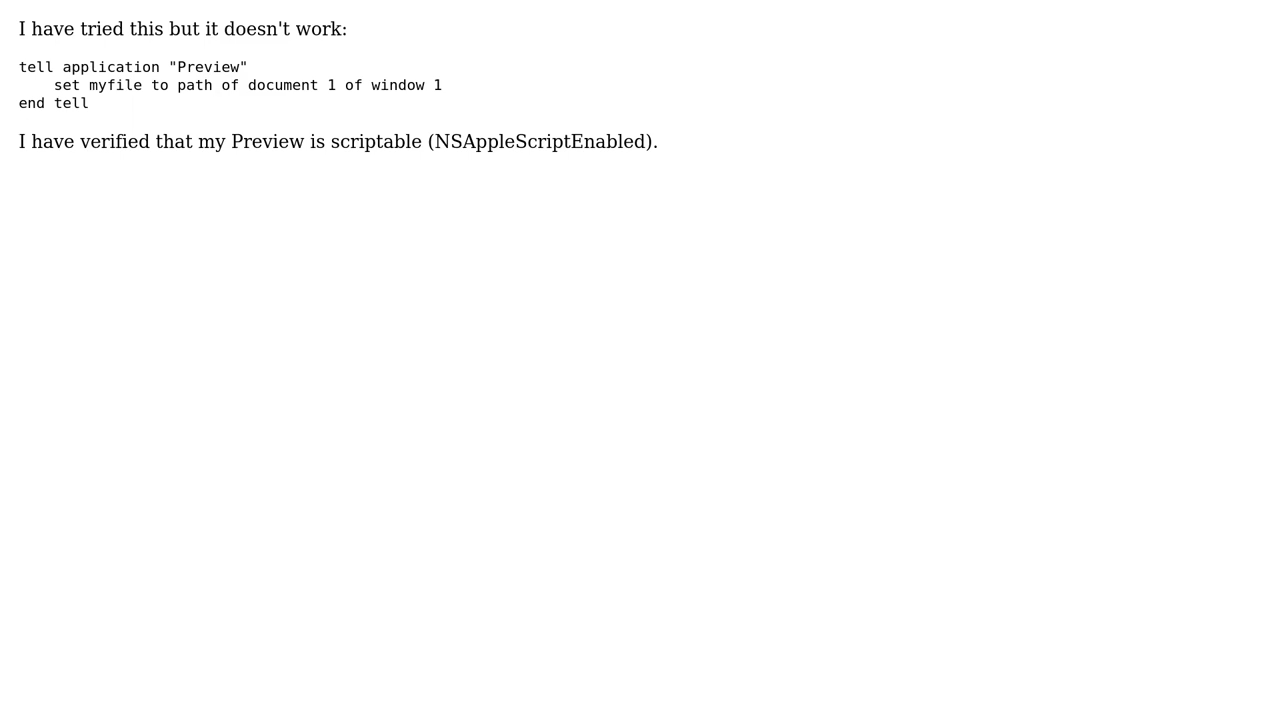 I have tried this but it doesn't work:
tell application "Preview"
    set myfile to path of document 1 of window 1
end tell
I have verified that my Preview is scriptable (NSAppleScriptEnabled).